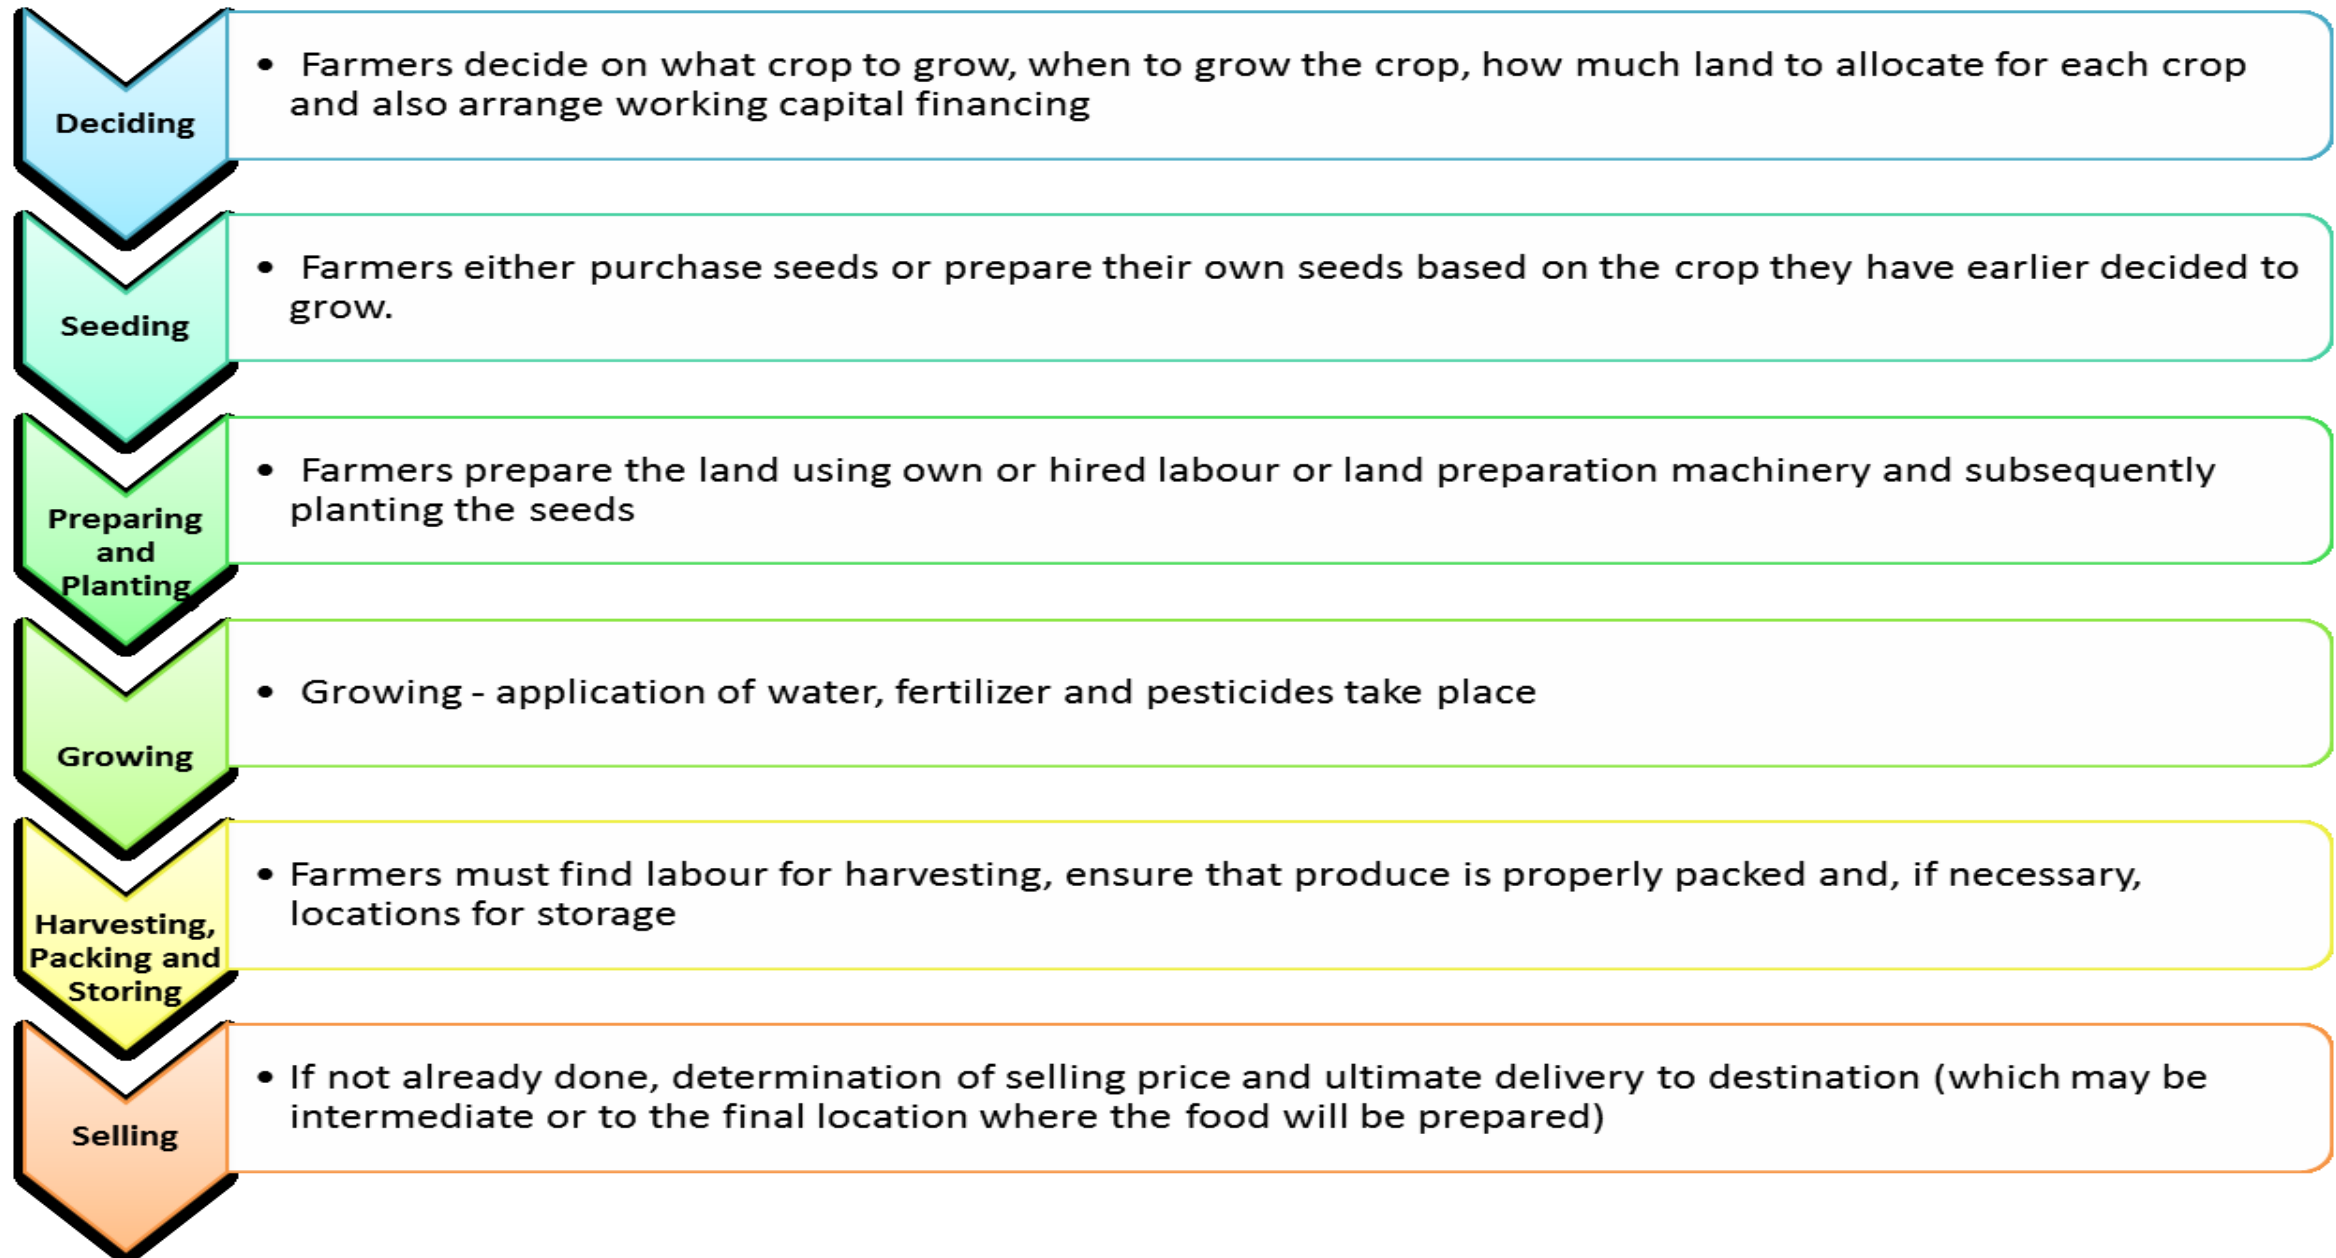 Deciding
• Farmers decide on what crop to grow, when to grow the crop, how much land to allocate for each crop
and also arrange working capital financing
Seeding
• Farmers either purchase seeds or prepare their own seeds based on the crop they have earlier decided to
grow.
Preparing
and
Planting
• Farmers prepare the land using own or hired labour or land preparation machinery and subsequently
planting the seeds
Growing
• Growing - application of water, fertilizer and pesticides take place
Harvesting,
Packing and
Storing
• Farmers must find labour for harvesting, ensure that produce is properly packed and, if necessary,
locations for storage
Selling
• If not already done, determination of selling price and ultimate delivery to destination (which may be
intermediate or to the final location where the food will be prepared)